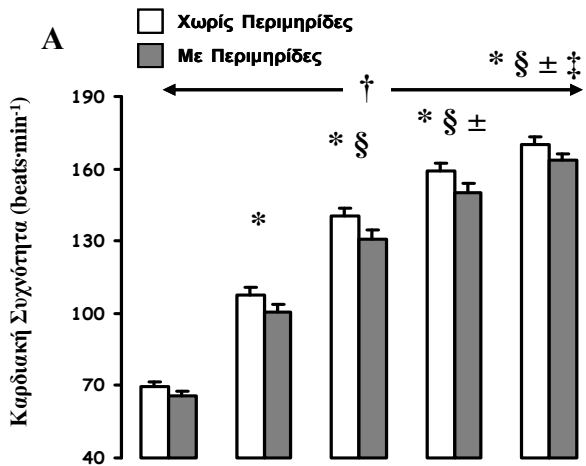 A
Χωρίς Περιμηρίδες
Με Περιμηρίδες
* § ± ‡
†
* § ±
* §
*
Καρδιακή Συχνότητα (beats·min-1)
190
160
130
100
70
40